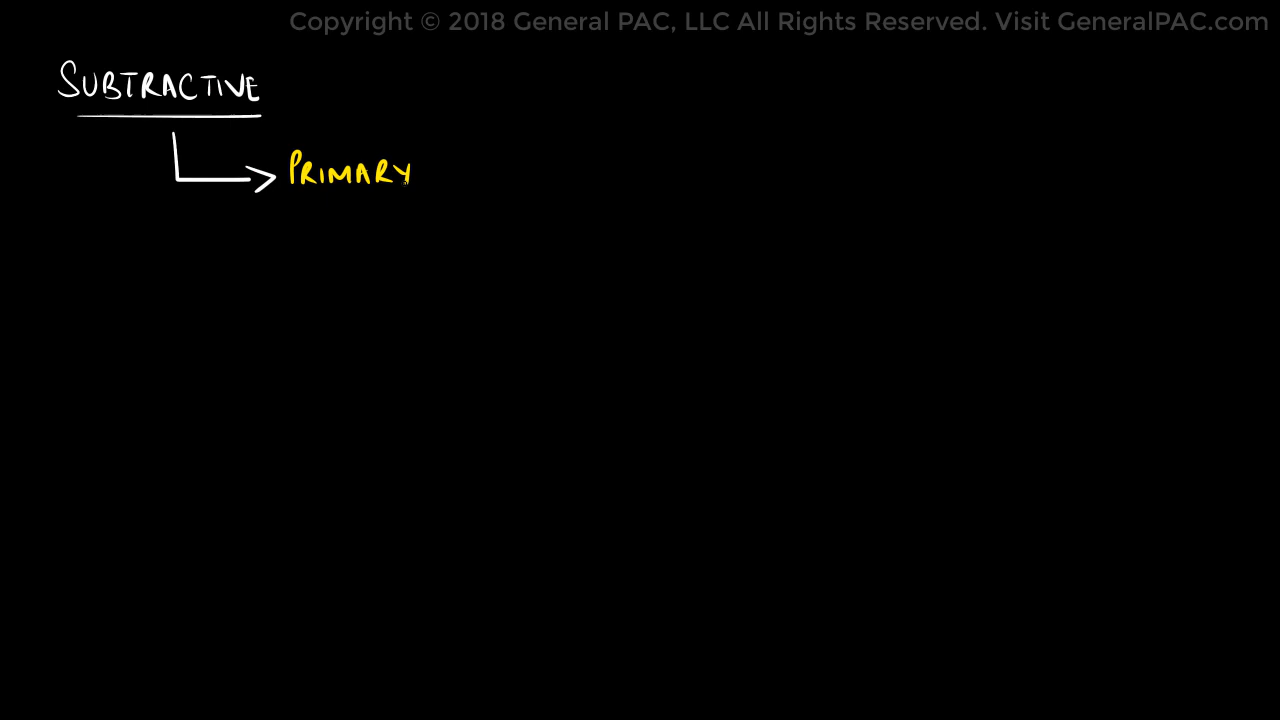 Copyright © 2018 General PAC, LLC All Rights Reserved. Visit GeneralPAC.com
SUBTRACTIVE
PRIMARY